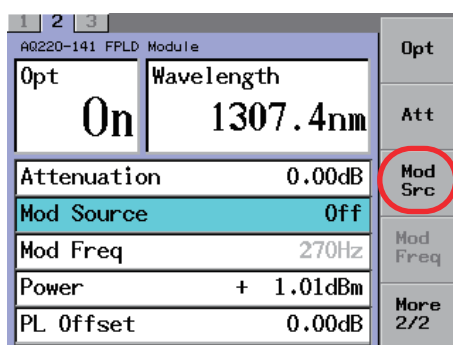 1 2 3
AQ220-141 FPLD Module
Opt
On
Wavelength
1307.4nm
Attenuation 0.00dB
Mod Source Off
Mod Freq 270Hz
Power + 1.01dBm
PL Offset 0.00dB
Opt
Att
Mod
Src
Mod
Freq
More
2/2